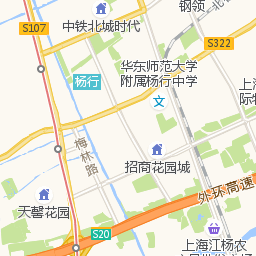 钢领
S107
中铁北城时代
S322
华东师范大学
附属杨行中学
杨行
上海
际物
梅林路
招商花园城
外环高速
天馨花园
S20
上海江杨农